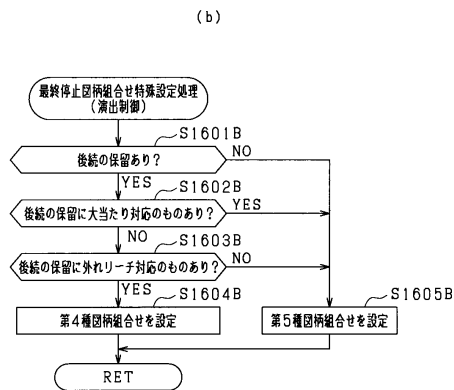 (b)
最終停止図柄組合せ特殊設定処理
(演出制御)
S1601B
後続の保留あり?
NO
YES
S1602B
後続の保留に大当たり対応のものあり?
YES
NO
S1603B
後続の保留に外れリーチ対応のものあり?
NO
YES
S1604B
第4種図柄組合せを設定
S1605B
第5種図柄組合せを設定
RET